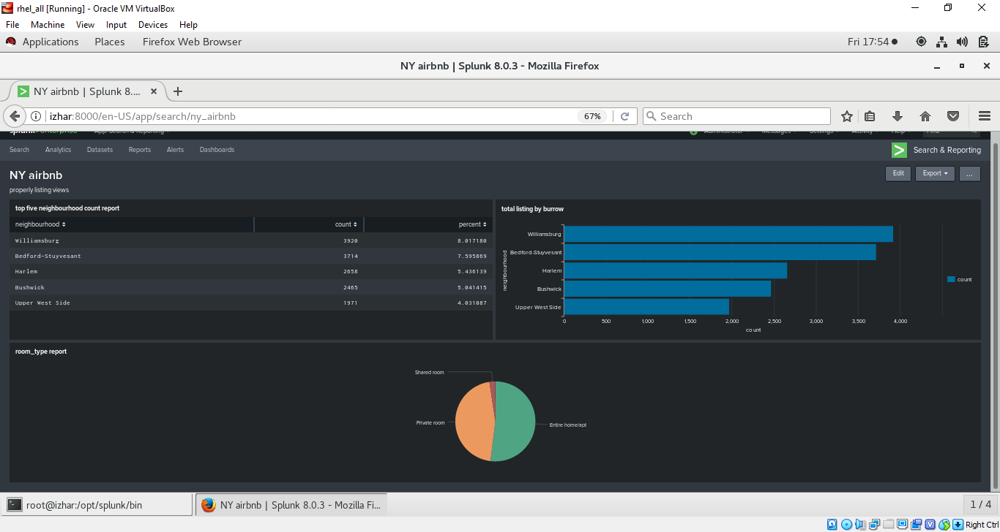 rhel_all [Running] - Oracle VM VirtualBox
File Machine View Input Devices Help
Applications Places Firefox Web Browser Fri 17:54
NY airbnb | Splunk 8.0.3 - Mozilla Firefox
NY airbnb | Splunk 8....
izhar:8000/en-US/app/search/ny_airbnb 67% Search
Search Analytics Datasets Reports Alerts Dashboards Search & Reporting
NY airbnb Edit Export ...
properly listing views
top five neighbourhood count report
neighbourhood count percent
Williamsburg 3920 8.017180
Bedford-Stuyvesant 3714 7.595869
Harlem 2658 5.436139
Bushwick 2465 5.041415
Upper West Side 1971 4.031087
total listing by burrow
neighbourhood
Williamsburg
Bedford-Stuyvesant
Harlem
Bushwick
Upper West Side
0 500 1,000 1,500 2,000 2,500 3,000 3,500 4,000
count
count
room_type report
Shared room
Private room
Entire home/apt
root@izhar:/opt/splunk/bin NY airbnb | Splunk 8.0.3 - Mozilla Fi... 1 / 4
Right Ctrl